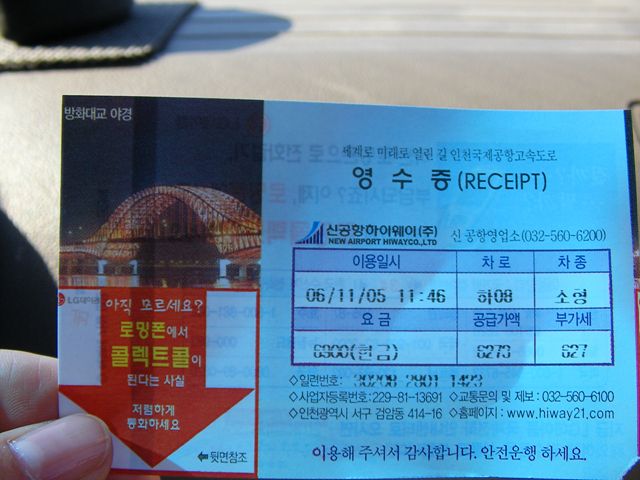 방화대교 야경
세계로 미래로 열린 길 인천국제공항고속도로
영 수 증 (RECEIPT)
신공항하이웨이(주)
NEW AIRPORT HIWAY CO.,LTD
신공항영업소(032-560-6200)
이용일시 차 로 차 종
06/11/05 11:46 하08 소형
요 금 공급가액 부가세
6900(현금) 6273 627
◇일련번호:
◇사업자등록번호:229-81-13691 ◇교통문의 및 제보 : 032-560-6100
◇인천광역시 서구 검암동 414-16 ◇홈페이지 : www.hiway21.com
이용해 주셔서 감사합니다. 안전운행 하세요.
LG데이콤
아직 모르세요?
로밍폰에서
콜렉트콜이
된다는 사실
저렴하게
통화하세요
⬅뒷면참조